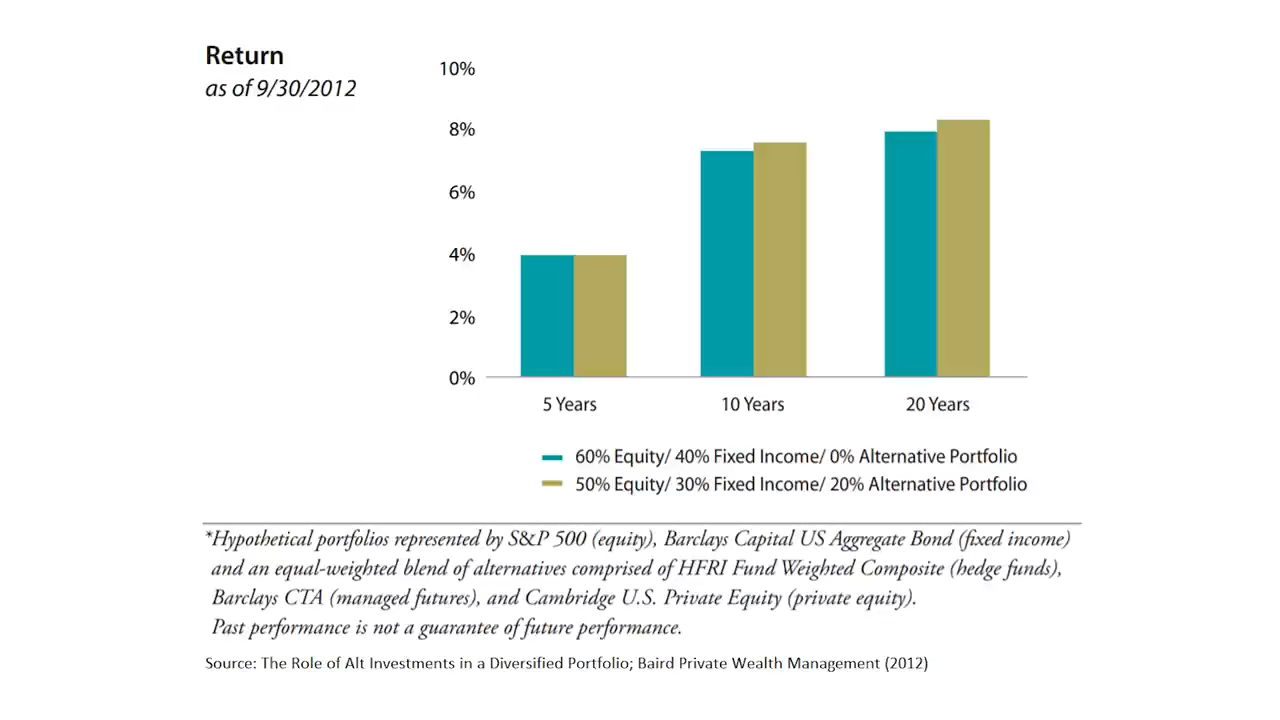 Return
as of 9/30/2012
10%
8%
6%
4%
2%
0%
5 Years
10 Years
20 Years
60% Equity/ 40% Fixed Income/ 0% Alternative Portfolio
50% Equity/ 30% Fixed Income/ 20% Alternative Portfolio
*Hypothetical portfolios represented by S&P 500 (equity), Barclays Capital US Aggregate Bond (fixed income)
and an equal-weighted blend of alternatives comprised of HFRI Fund Weighted Composite (hedge funds),
Barclays CTA (managed futures), and Cambridge U.S. Private Equity (private equity).
Past performance is not a guarantee of future performance.
Source: The Role of Alt Investments in a Diversified Portfolio; Baird Private Wealth Management (2012)